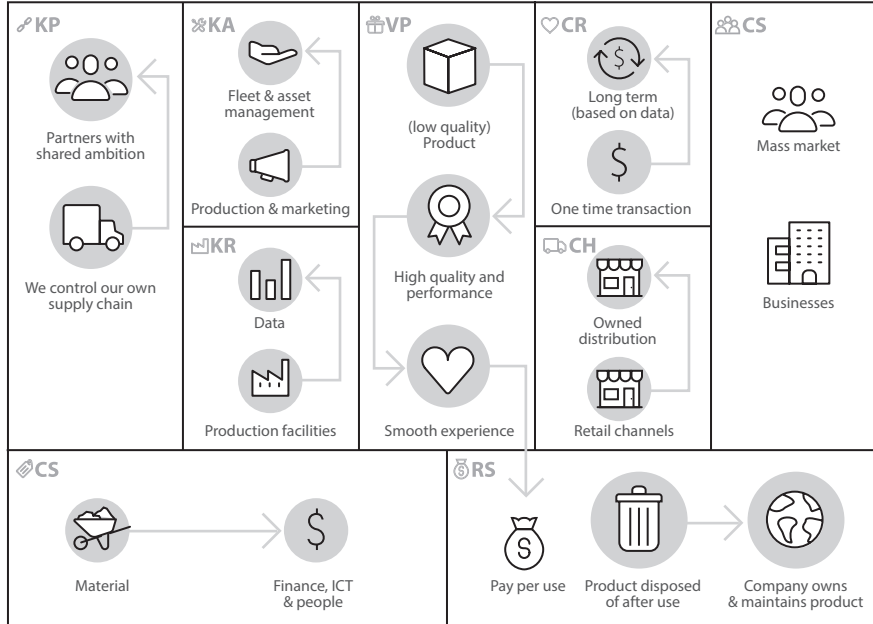 KP
Partners with
shared ambition
We control our own
supply chain
KA
Fleet & asset
management
Production & marketing
KR
Data
Production facilities
VP
(low quality)
Product
High quality and
performance
Smooth experience
CR
$
Long term
(based on data)
$
One time transaction
CH
Owned
distribution
Retail channels
CS
Mass market
Businesses
CS
Material
$
Finance, ICT
& people
$
RS
S
Pay per use
Product disposed
of after use
Company owns
& maintains product